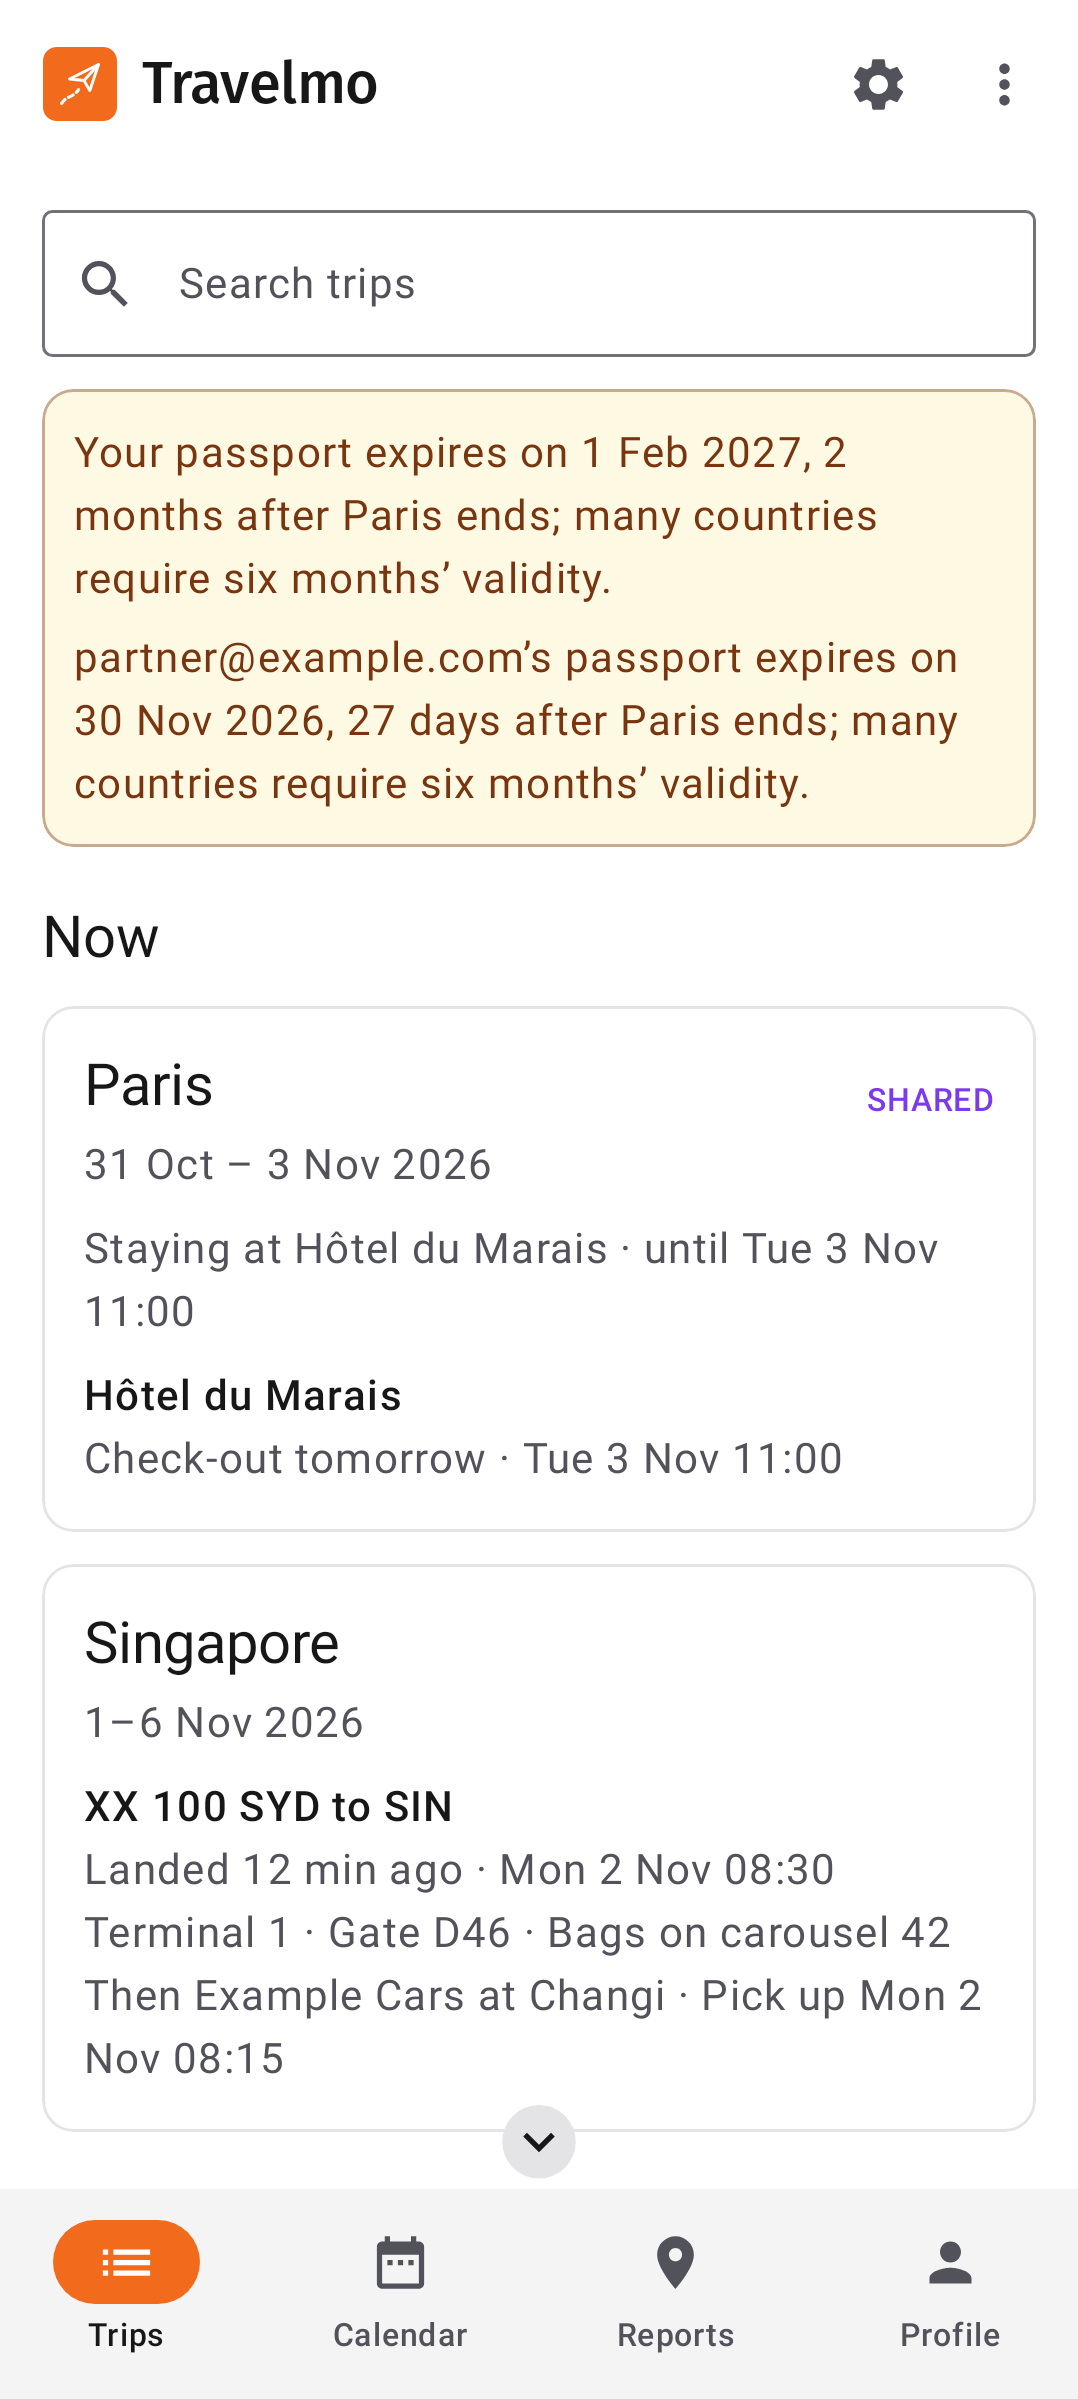 Travelmo
Search trips
Your passport expires on 1 Feb 2027, 2
months after Paris ends; many countries
require six months’ validity.
partner@example.com’s passport expires on
30 Nov 2026, 27 days after Paris ends; many
countries require six months’ validity.
Now
Paris
SHARED
31 Oct – 3 Nov 2026
Staying at Hôtel du Marais · until Tue 3 Nov
11:00
Hôtel du Marais
Check-out tomorrow · Tue 3 Nov 11:00
Singapore
1–6 Nov 2026
XX 100 SYD to SIN
Landed 12 min ago · Mon 2 Nov 08:30
Terminal 1 · Gate D46 · Bags on carousel 42
Then Example Cars at Changi · Pick up Mon 2
Nov 08:15
Trips
Calendar
Reports
Profile